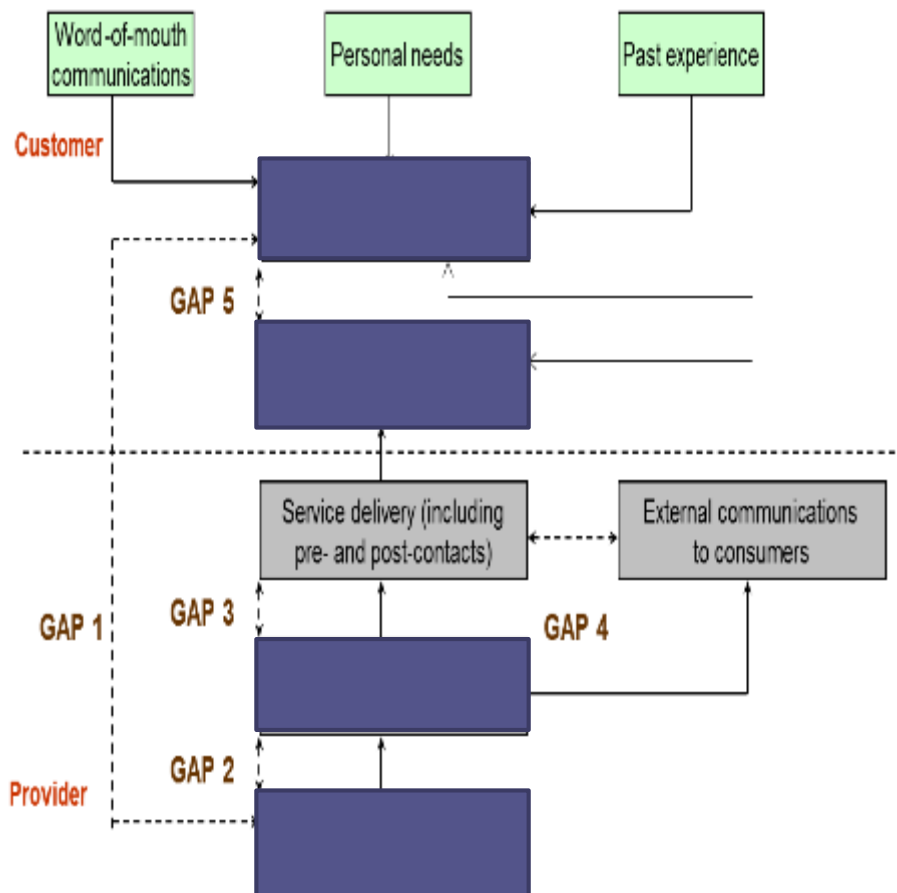 Word-of-mouth
communications
Personal needs
Past experience
Customer
GAP 5
Service delivery (including
pre- and post-contacts)
External communications
to consumers
GAP 1
GAP 3
GAP 4
GAP 2
Provider